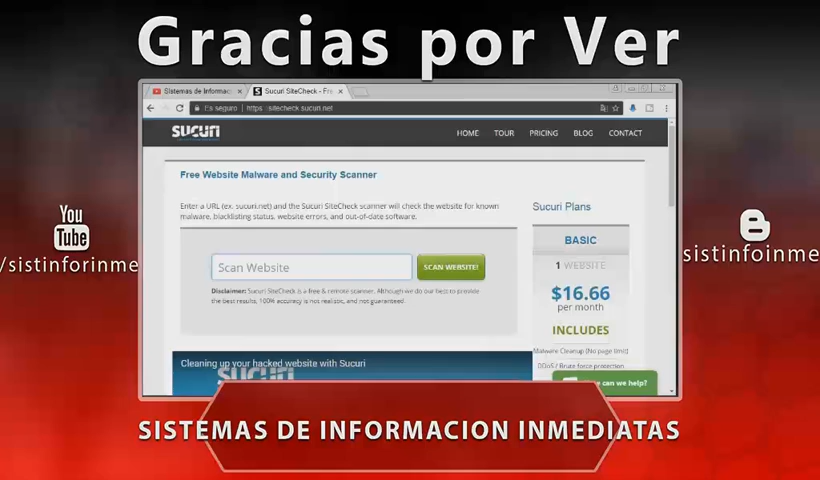 Gracias por Ver
Sistemas de Informac
Sucuri SiteCheck - Fre
Es seguro
https
sitecheck.sucuri.net
SUCURI
HOME
TOUR
PRICING
BLOG
CONTACT
Free Website Malware and Security Scanner
Enter a URL (ex. sucuri.net) and the Sucuri SiteCheck scanner will check the website for known
malware, blacklisting status, website errors, and out-of-date software.
Scan Website
SCAN WEBSITE!
Disclaimer: Sucuri SiteCheck is a free & remote scanner. Although we do our best to provide
the best results, 100% accuracy is not realistic, and not guaranteed.
Sucuri Plans
BASIC
1 WEBSITE
$16.66
per month
INCLUDES
Malware Cleanup (No page limit)
DDoS / Brute force protection
can we help?
Cleaning up your hacked website with Sucuri
SUCURI
You
Tube
/sistinforinme
sistinfoinme
SISTEMAS DE INFORMACION INMEDIATAS